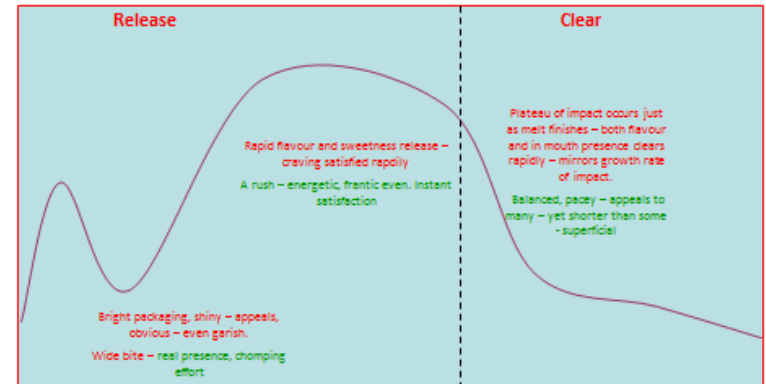 Release
Clear
Plateau of impact occurs just
as melt finishes – both flavour
and in mouth presence clears
rapidly – mirrors growth rate
of impact.
Balanced, pacey – appeals to
many – yet shorter than some
- superficial
Rapid flavour and sweetness release –
craving satisfied rapdily
A rush – energetic, frantic even. Instant
satisfaction
Bright packaging, shiny – appeals,
obvious – even garish.
Wide bite – real presence, chomping
effort